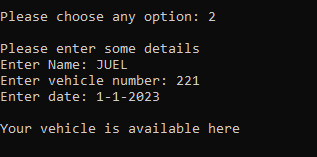 Please choose any option: 2
Please enter some details
Enter Name: JUEL
Enter vehicle number: 221
Enter date: 1-1-2023
Your vehicle is available here